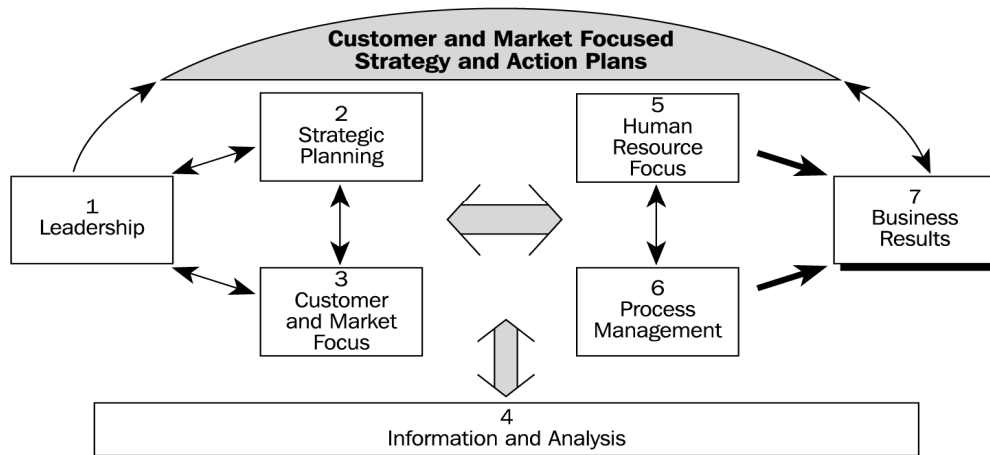 Customer and Market Focused
Strategy and Action Plans
1
Leadership
2
Strategic
Planning
3
Customer
and Market
Focus
5
Human
Resource
Focus
6
Process
Management
7
Business
Results
4
Information and Analysis